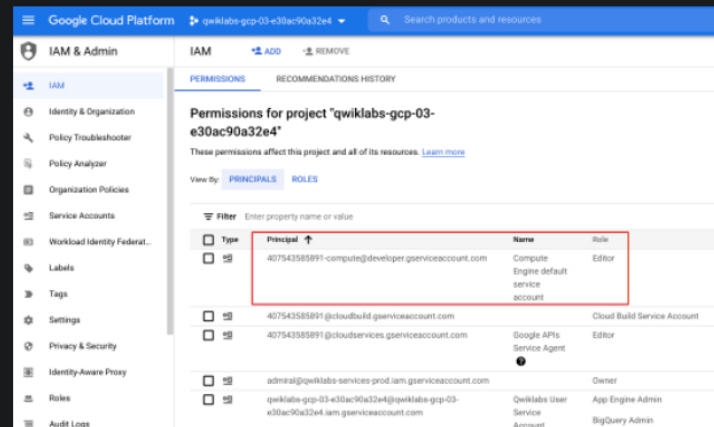 Google Cloud Platform
qwiklabs-gcp-03-e30ac90a32e4
Search products and resources
IAM & Admin
IAM
Identity & Organization
Policy Troubleshooter
Policy Analyzer
Organization Policies
Service Accounts
Workload Identity Federat...
Labels
Tags
Settings
Privacy & Security
Identity-Aware Proxy
Roles
Audit Logs
IAM
ADD
REMOVE
PERMISSIONS
RECOMMENDATIONS HISTORY
Permissions for project "qwiklabs-gcp-03-
e30ac90a32e4"
These permissions affect this project and all of its resources. Learn more
View By: PRINCIPALS ROLES
Filter Enter property name or value
Type Principal Name Role
407543585891-compute@developer.gserviceaccount.com Compute Editor
Engine default
service
account
407543585891@cloudbuild.gserviceaccount.com Cloud Build Service Account
407543585891@cloudservices.gserviceaccount.com Google APIs Editor
Service Agent
admiral@qwiklabs-services-prod.iam.gserviceaccount.com Owner
qwiklabs-gcp-03-e30ac90a32e4@qwiklabs-gcp-03- Qwiklabs User App Engine Admin
e30ac90a32e4.iam.gserviceaccount.com Service
Account BigQuery Admin